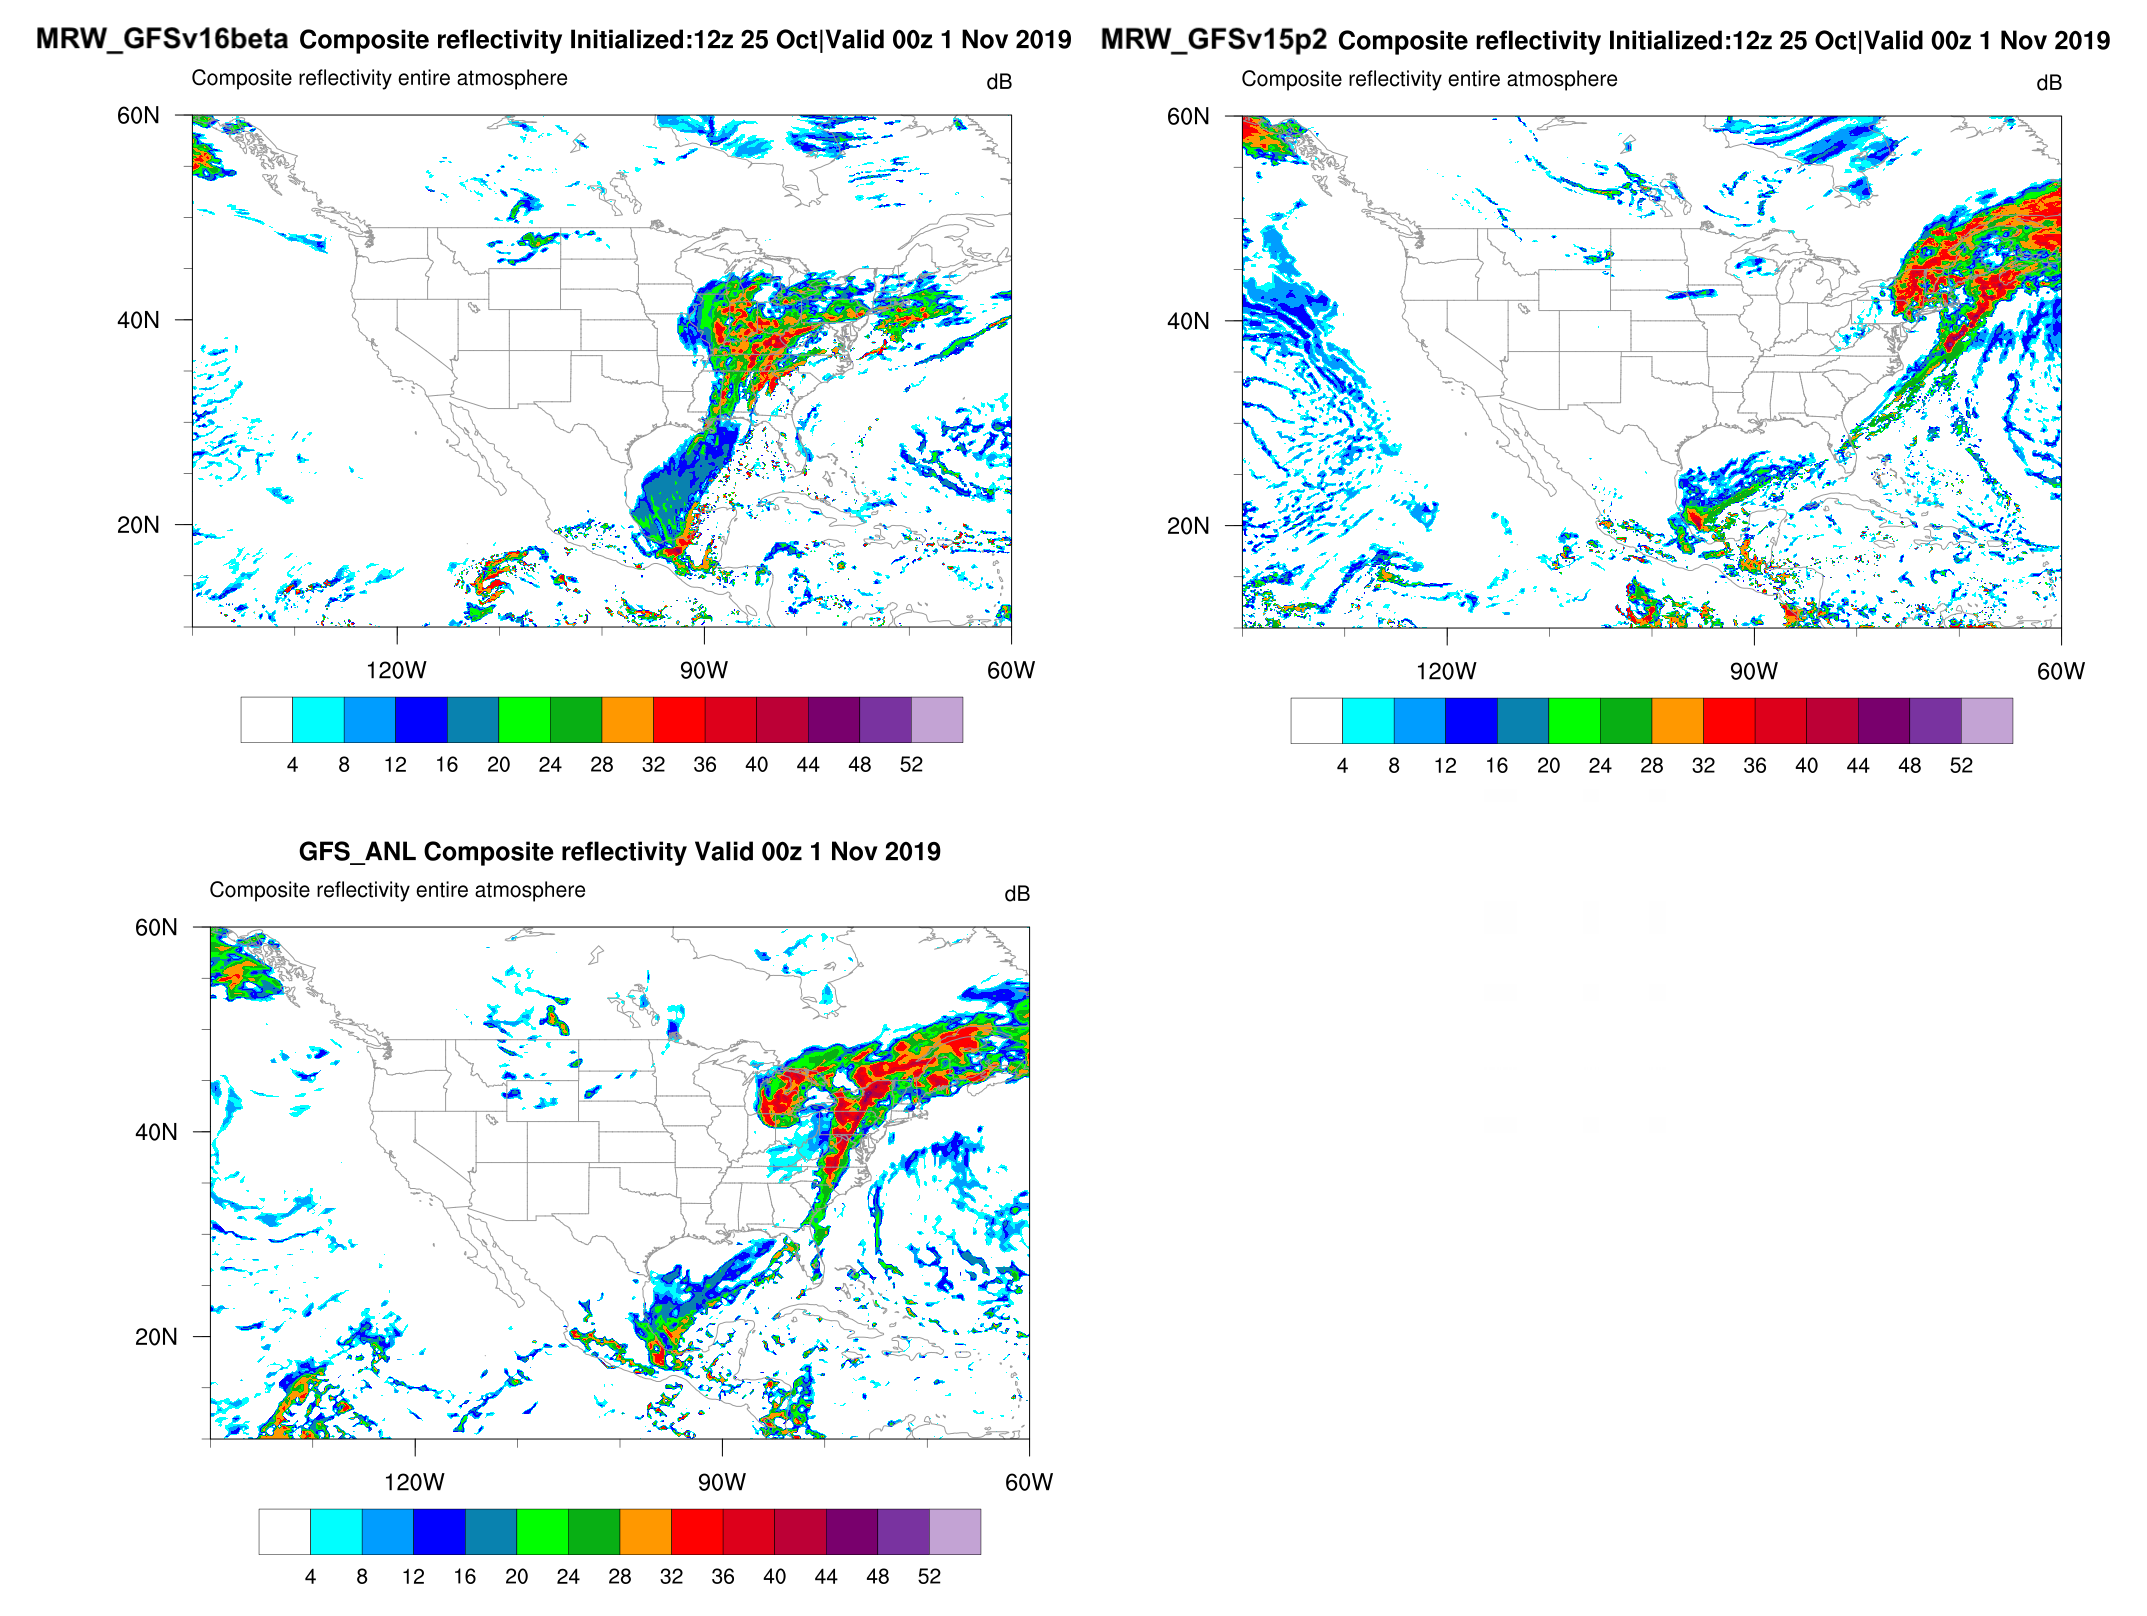 MRW_GFSv16beta Composite reflectivity Initialized:12z 25 Oct|Valid 00z 1 Nov 2019
Composite reflectivity entire atmosphere dB
60N
40N
20N
120W 90W 60W
4 8 12 16 20 24 28 32 36 40 44 48 52
MRW_GFSv15p2 Composite reflectivity Initialized:12z 25 Oct|Valid 00z 1 Nov 2019
Composite reflectivity entire atmosphere dB
60N
40N
20N
120W 90W 60W
4 8 12 16 20 24 28 32 36 40 44 48 52
GFS_ANL Composite reflectivity Valid 00z 1 Nov 2019
Composite reflectivity entire atmosphere dB
60N
40N
20N
120W 90W 60W
4 8 12 16 20 24 28 32 36 40 44 48 52